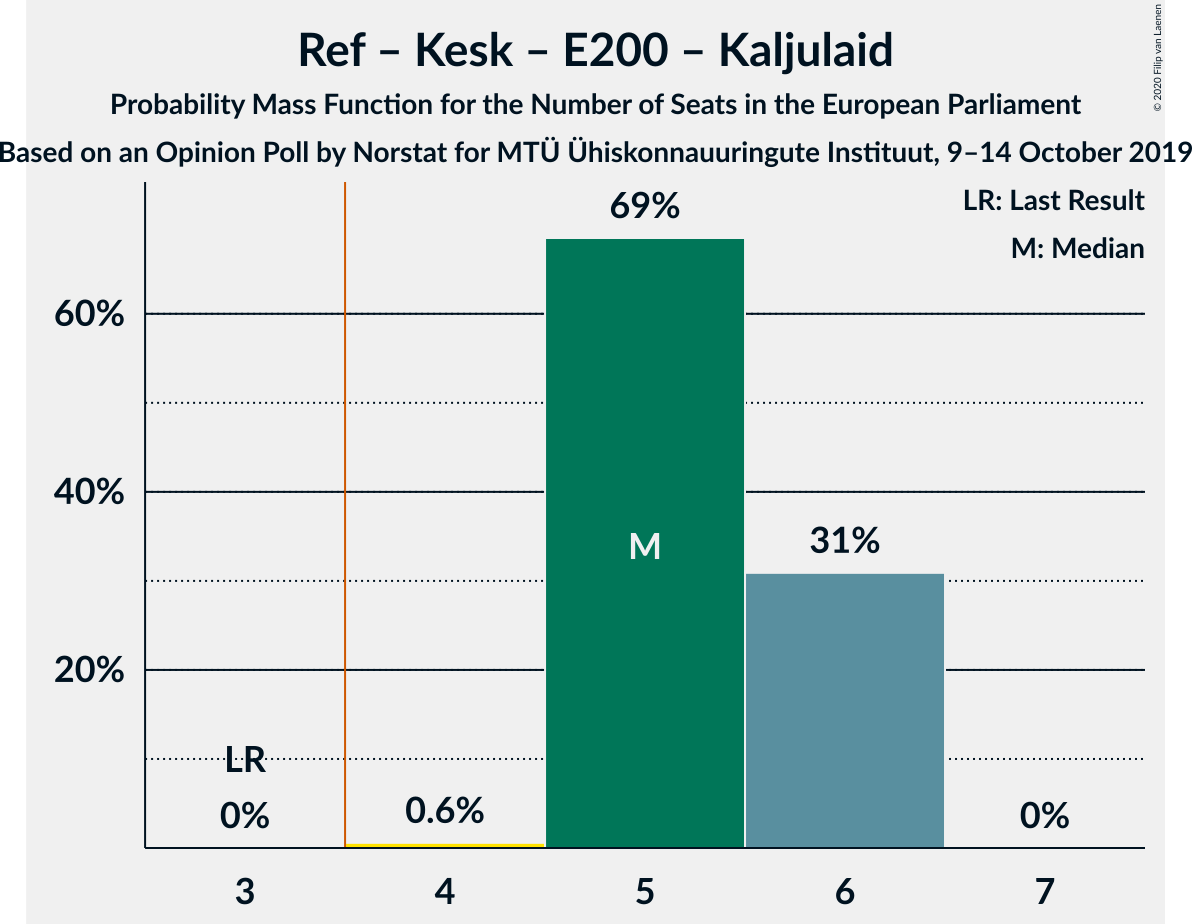 Ref – Kesk – E200 – Kaljulaid
Probability Mass Function for the Number of Seats in the European Parliament
Based on an Opinion Poll by Norstat for MTÜ Ühiskonnauuringute Instituut, 9–14 October 2019
© 2020 Filip van Laenen
LR: Last Result
M: Median
69%
60%
40%
M
31%
20%
LR
0%
0.6%
0%
3
4
5
6
7